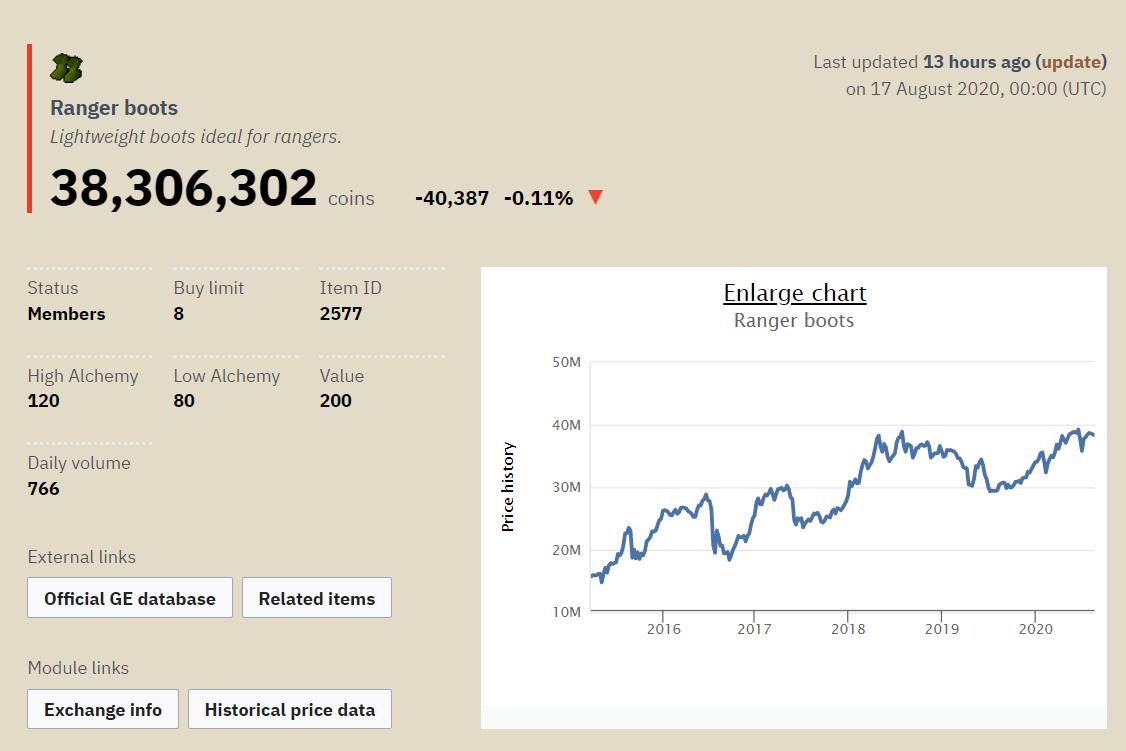 Last updated 13 hours ago (update)
on 17 August 2020, 00:00 (UTC)
Ranger boots
Lightweight boots ideal for rangers.
38,306,302 coins -40,387 -0.11% ▼
Status
Members
Buy limit
8
Item ID
2577
High Alchemy
120
Low Alchemy
80
Value
200
Daily volume
766
External links
Official GE database
Related items
Module links
Exchange info
Historical price data
Enlarge chart
Ranger boots
Price history
50M
40M
30M
20M
10M
2016 2017 2018 2019 2020